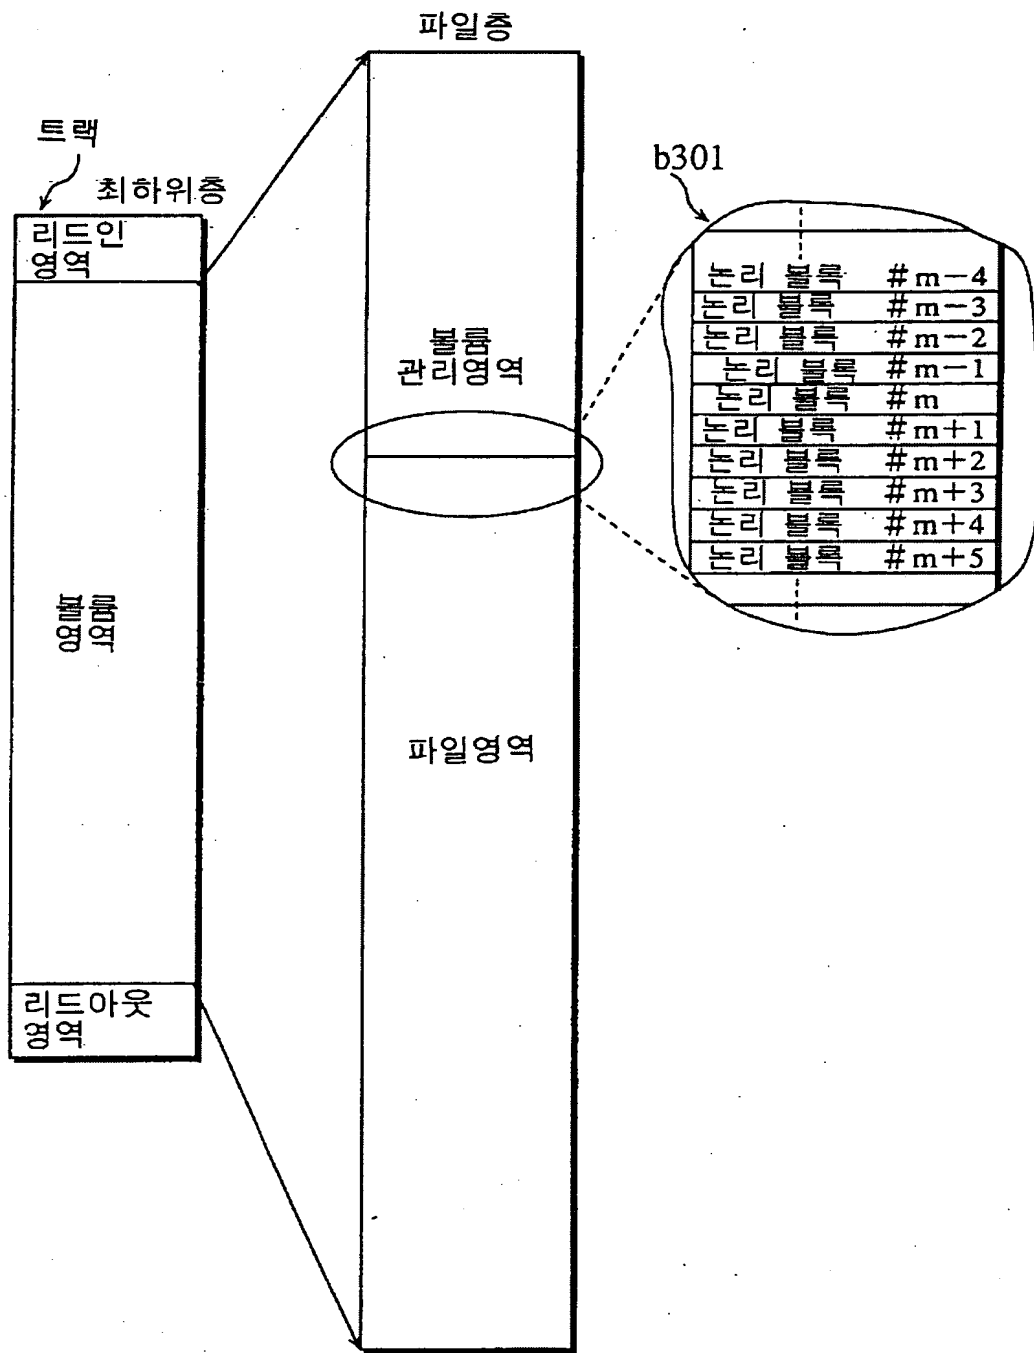 파일층
트랙
최하위층
리드인
영역
볼륨
영역
리드아웃
영역
볼륨
관리영역
파일영역
b301
논리 블록 #m-4
논리 블록 #m-3
논리 블록 #m-2
논리 블록 #m-1
논리 블록 #m
논리 블록 #m+1
논리 블록 #m+2
논리 블록 #m+3
논리 블록 #m+4
논리 블록 #m+5